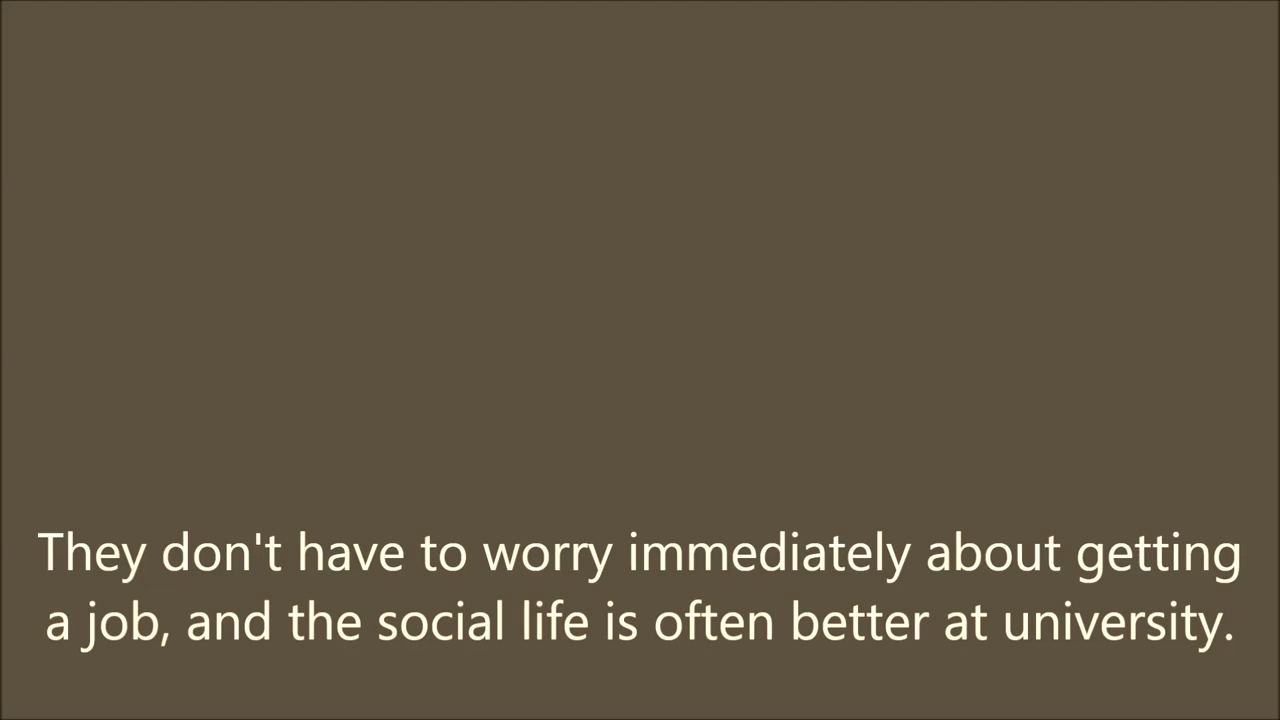 They don't have to worry immediately about getting
a job, and the social life is often better at university.